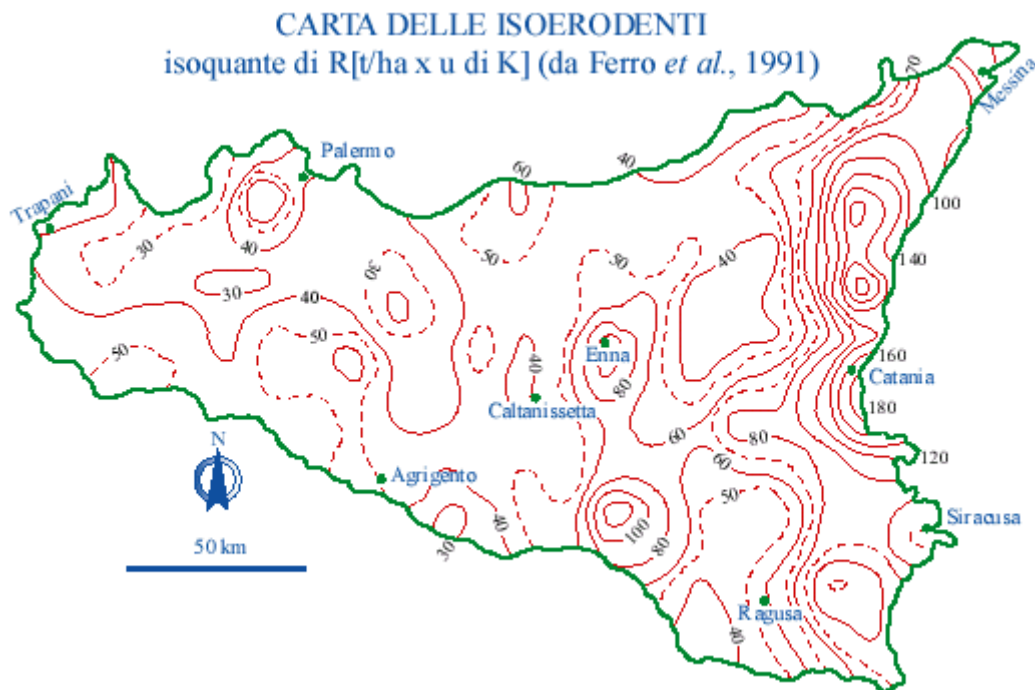 CARTA DELLE ISOERODENTI
isoquante di R[t/ha x u di K] (da Ferro et al., 1991)
70
Messina
Palermo
60
40
Trapani
100
30
40
50
30
40
140
30
40
30
50
50
Enna
160
40
80
Catania
Caltanissetta
180
60
80
N
60
120
Agrigento
50
40
Siracusa
100
50 km
30
80
Ragusa
40